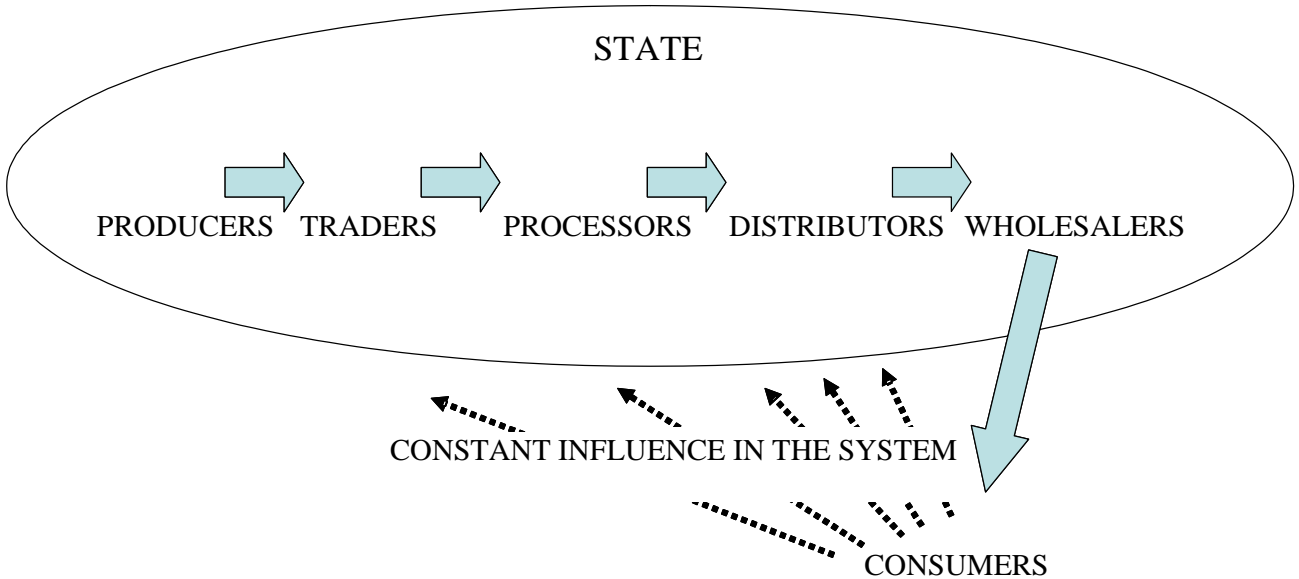 STATE
PRODUCERS TRADERS PROCESSORS DISTRIBUTORS WHOLESALERS
CONSTANT INFLUENCE IN THE SYSTEM
CONSUMERS